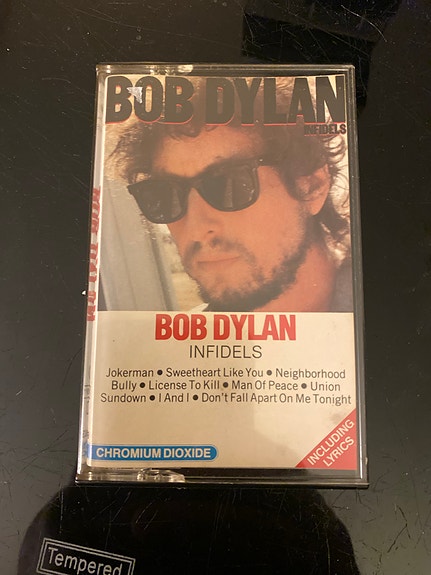 BOB DYLAN
INFIDELS
BOB DYLAN
INFIDELS
Jokerman ● Sweetheart Like You ● Neighborhood
Bully ● License To Kill ● Man Of Peace ● Union
Sundown ● I And I ● Don't Fall Apart On Me Tonight
CHROMIUM DIOXIDE
INCLUDING
LYRICS
Tempered